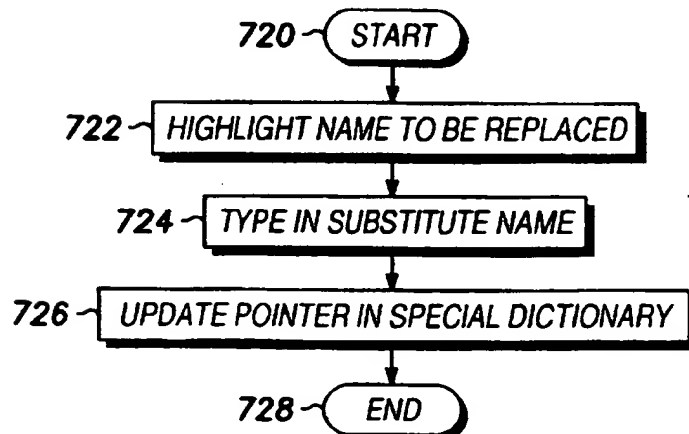 720 START
722 HIGHLIGHT NAME TO BE REPLACED
724 TYPE IN SUBSTITUTE NAME
726 UPDATE POINTER IN SPECIAL DICTIONARY
728 END